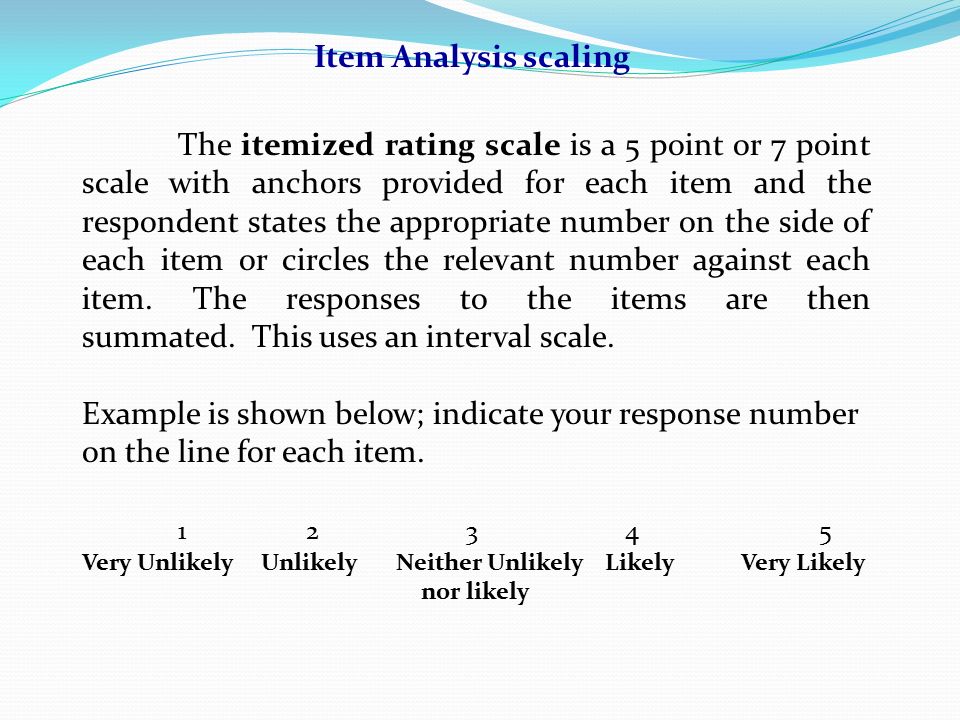 Item Analysis scaling
The itemized rating scale is a 5 point or 7 point
scale with anchors provided for each item and the
respondent states the appropriate number on the side of
each item or circles the relevant number against each
item. The responses to the items are then
summated. This uses an interval scale.
Example is shown below; indicate your response number
on the line for each item.
1 2 3 4 5
Very Unlikely Unlikely Neither Unlikely Likely Very Likely
nor likely